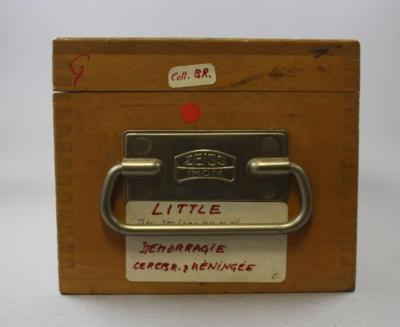 G
Coll. BR.
ZEISS
IKON
LITTLE
HEMORRAGIE
CEREBR. & MÉNINGÉE